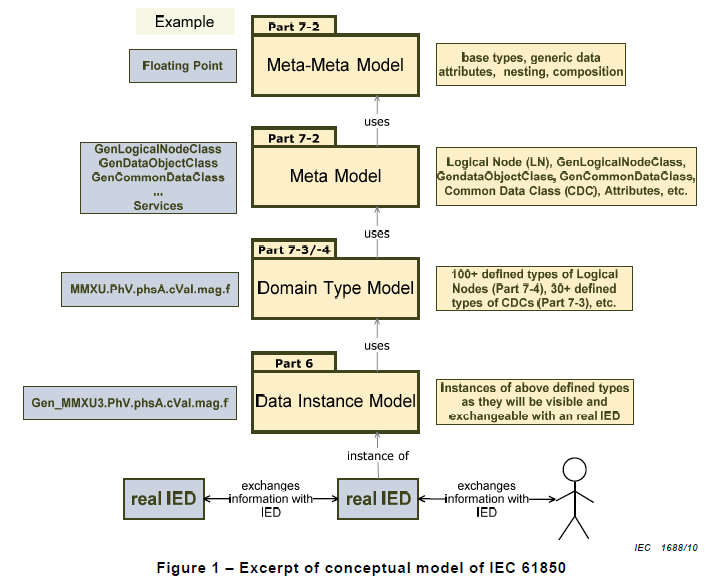 Example
Part 7-2
Meta-Meta Model
Floating Point
base types, generic data
attributes, nesting, composition
uses
Part 7-2
Meta Model
GenLogicalNodeClass
GenDataObjectClass
GenCommonDataClass
...
Services
Logical Node (LN), GenLogicalNodeClass,
GendataObjectClass, GenCommonDataClass,
Common Data Class (CDC), Attributes, etc.
uses
Part 7-3/-4
Domain Type Model
MMXU.PhV.phsA.cVal.mag.f
100+ defined types of Logical
Nodes (Part 7-4), 30+ defined
types of CDCs (Part 7-3), etc.
uses
Part 6
Data Instance Model
Gen_MMXU3.PhV.phsA.cVal.mag.f
Instances of above defined types
as they will be visible and
exchangeable with an real IED
instance of
real IED
exchanges
information with
IED
real IED
exchanges
information with
IED
IEC 1688/10
Figure 1 – Excerpt of conceptual model of IEC 61850